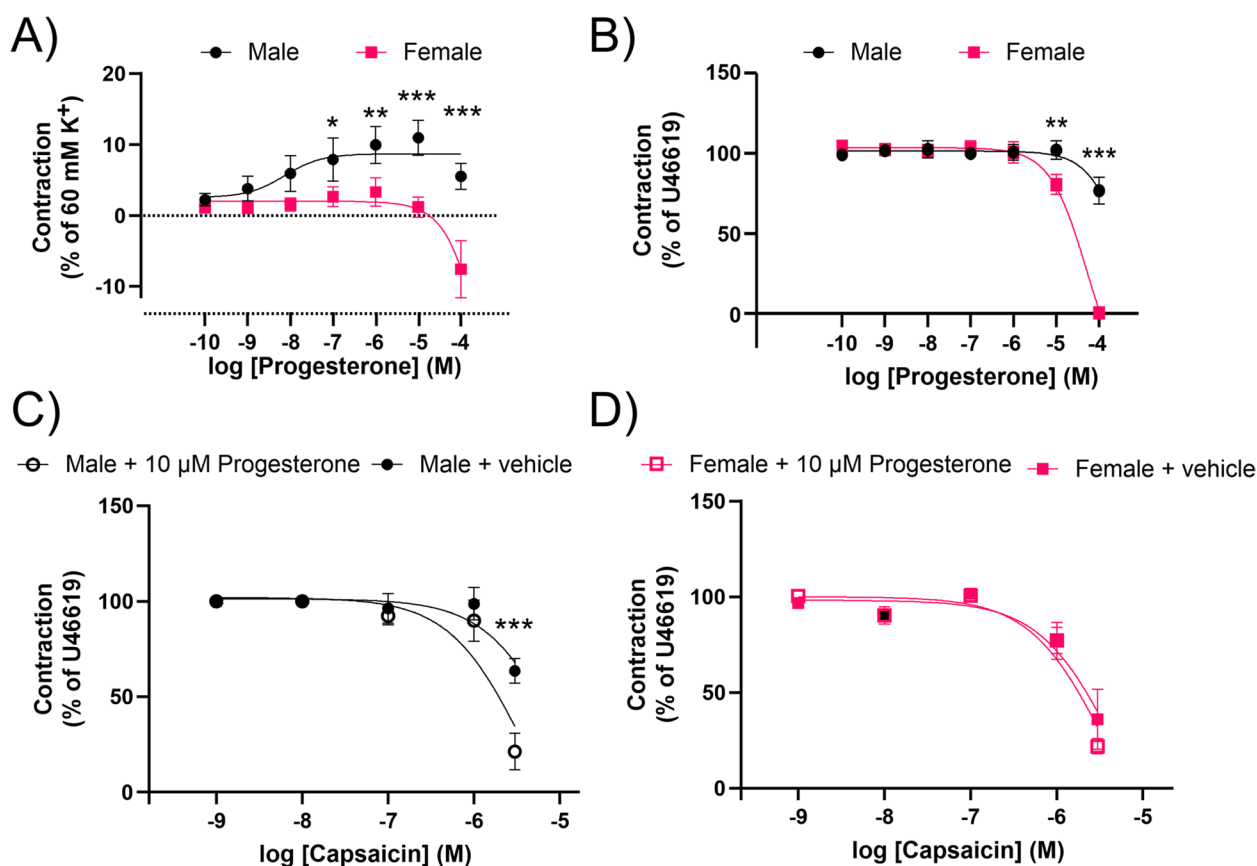 A)
Male Female
Contraction
(% of 60 mM K+)
20
10
0
-10
* ** *** ***
-10 -9 -8 -7 -6 -5 -4
log [Progesterone] (M)
B)
Male Female
Contraction
(% of U46619)
150
100
50
0
** ***
-10 -9 -8 -7 -6 -5 -4
log [Progesterone] (M)
C)
Male + 10 µM Progesterone Male + vehicle
Contraction
(% of U46619)
150
100
50
0
***
-9 -8 -7 -6 -5
log [Capsaicin] (M)
D)
Female + 10 µM Progesterone Female + vehicle
Contraction
(% of U46619)
150
100
50
0
-9 -8 -7 -6 -5
log [Capsaicin] (M)